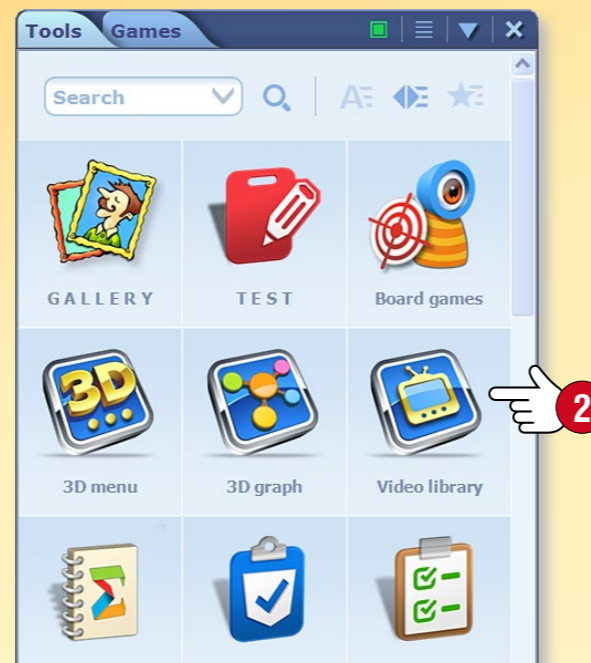 Tools Games
Search
GALLERY TEST Board games
3D
2
3D menu 3D graph Video library